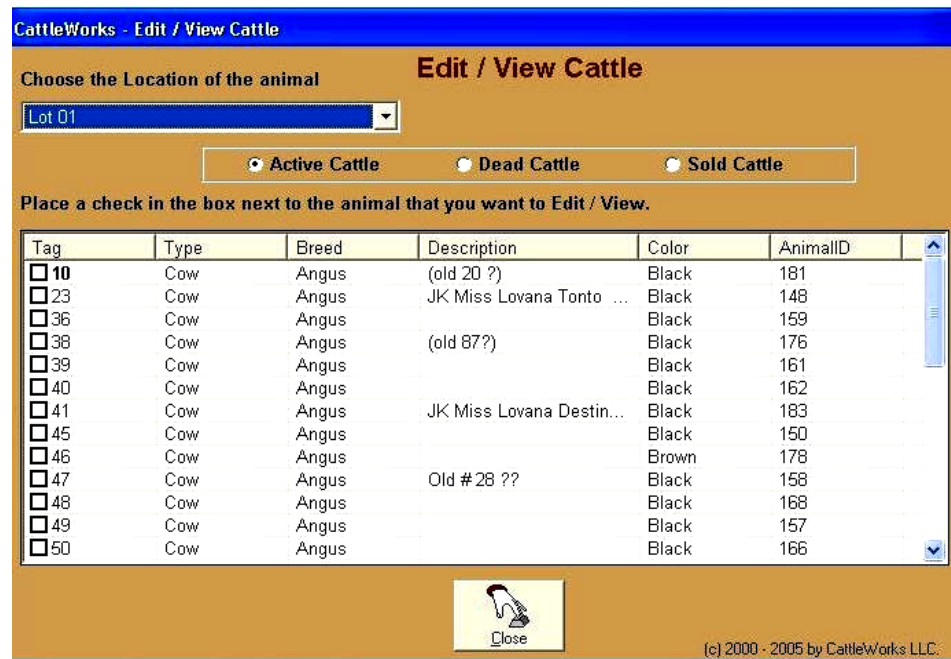 CattleWorks - Edit / View Cattle
Edit / View Cattle
Choose the Location of the animal
Lot 01
Active Cattle Dead Cattle Sold Cattle
Place a check in the box next to the animal that you want to Edit / View.
Tag Type Breed Description Color AnimalID
10 Cow Angus (old 20 ?) Black 181
23 Cow Angus JK Miss Lovana Tonto ... Black 148
36 Cow Angus Black 159
38 Cow Angus (old 87?) Black 176
39 Cow Angus Black 161
40 Cow Angus Black 162
41 Cow Angus JK Miss Lovana Destin... Black 183
45 Cow Angus Black 150
46 Cow Angus Brown 178
47 Cow Angus Old # 28 ?? Black 158
48 Cow Angus Black 168
49 Cow Angus Black 157
50 Cow Angus Black 166
Close
(c) 2000 - 2005 by CattleWorks LLC.